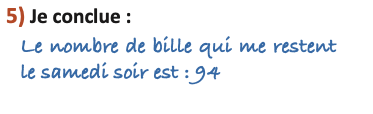 5) Je conclue :
Le nombre de bille qui me restent
le samedi soir est : 94